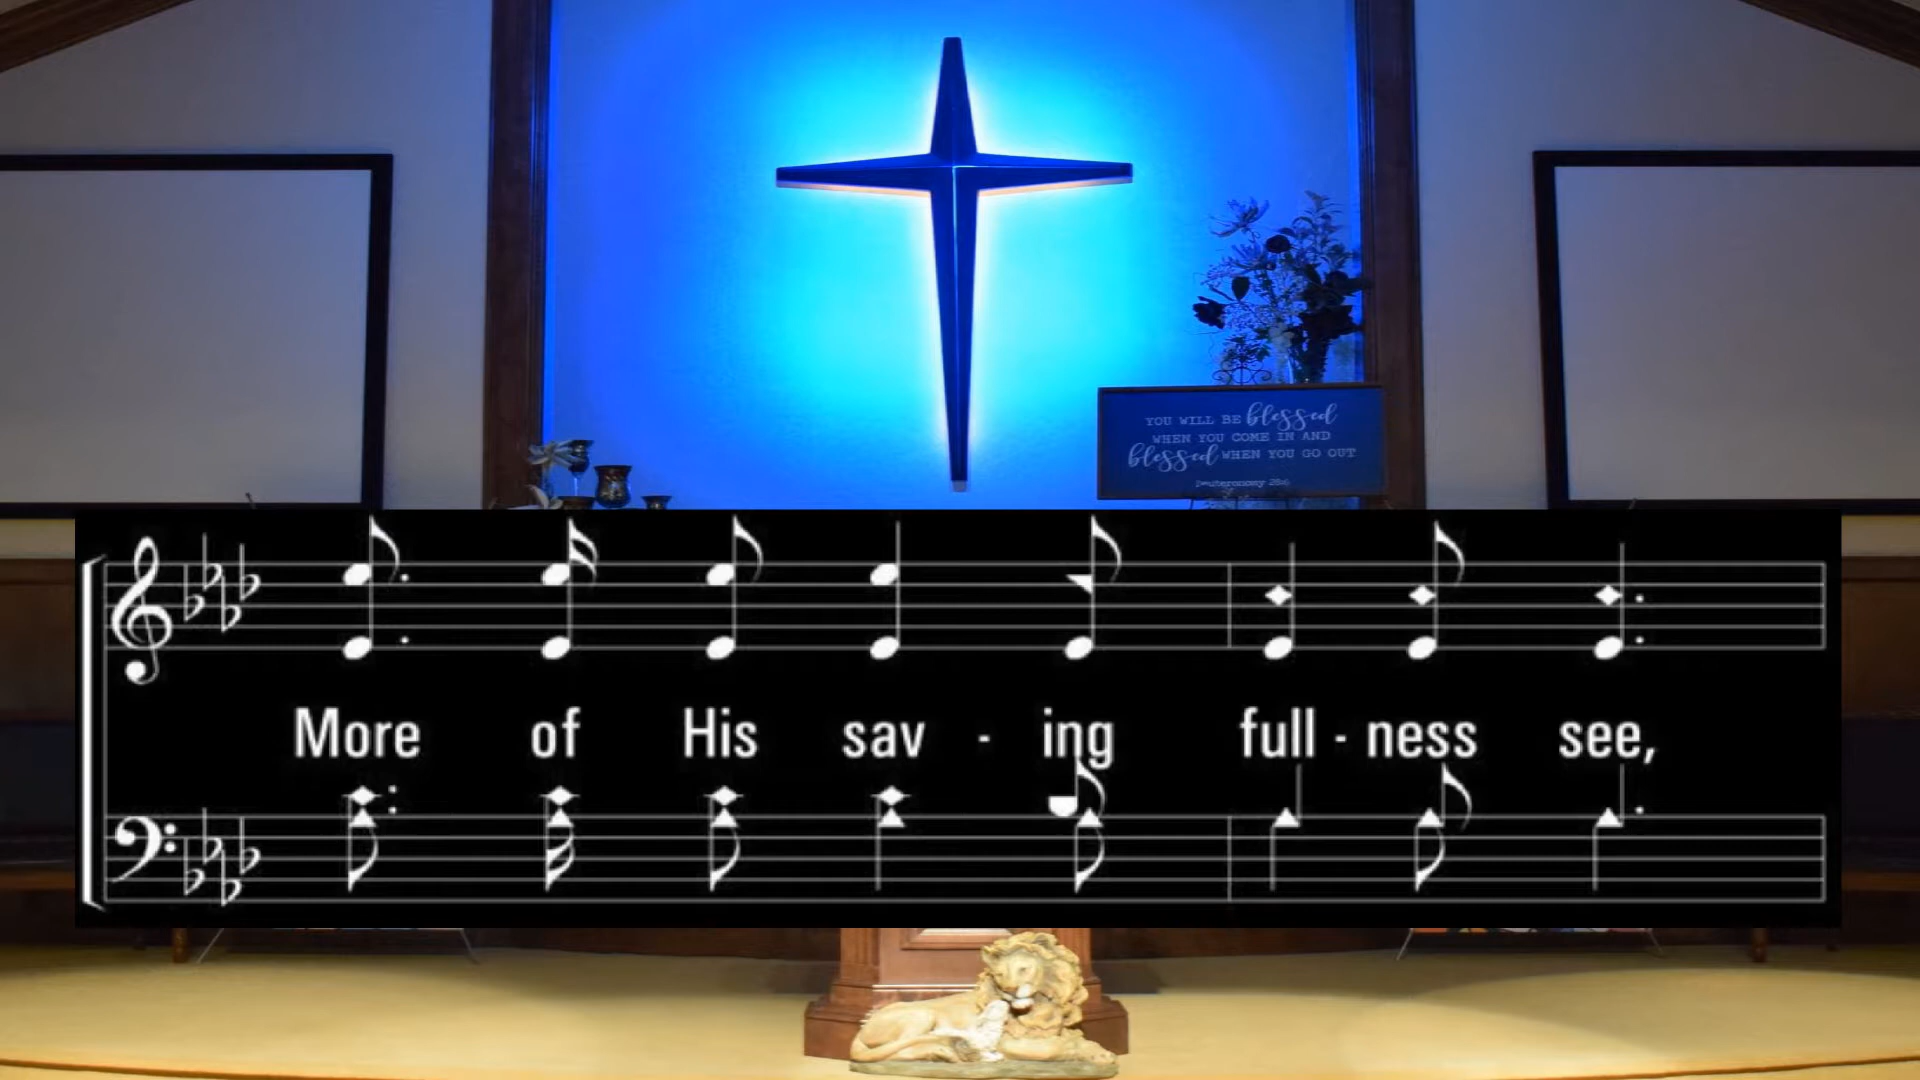 YOU WILL BE blessed
WHEN YOU COME IN AND
blessed WHEN YOU GO OUT
More of His sav - ing full - ness see,